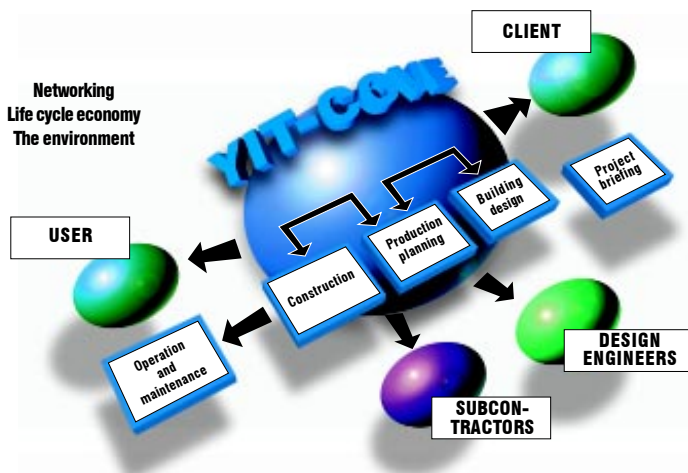 CLIENT
Networking
Life cycle economy
The environment
YIT-COVE
Project
briefing
Building
design
Production
planning
Construction
USER
Operation
and
maintenance
DESIGN
ENGINEERS
SUBCON-
TRACTORS